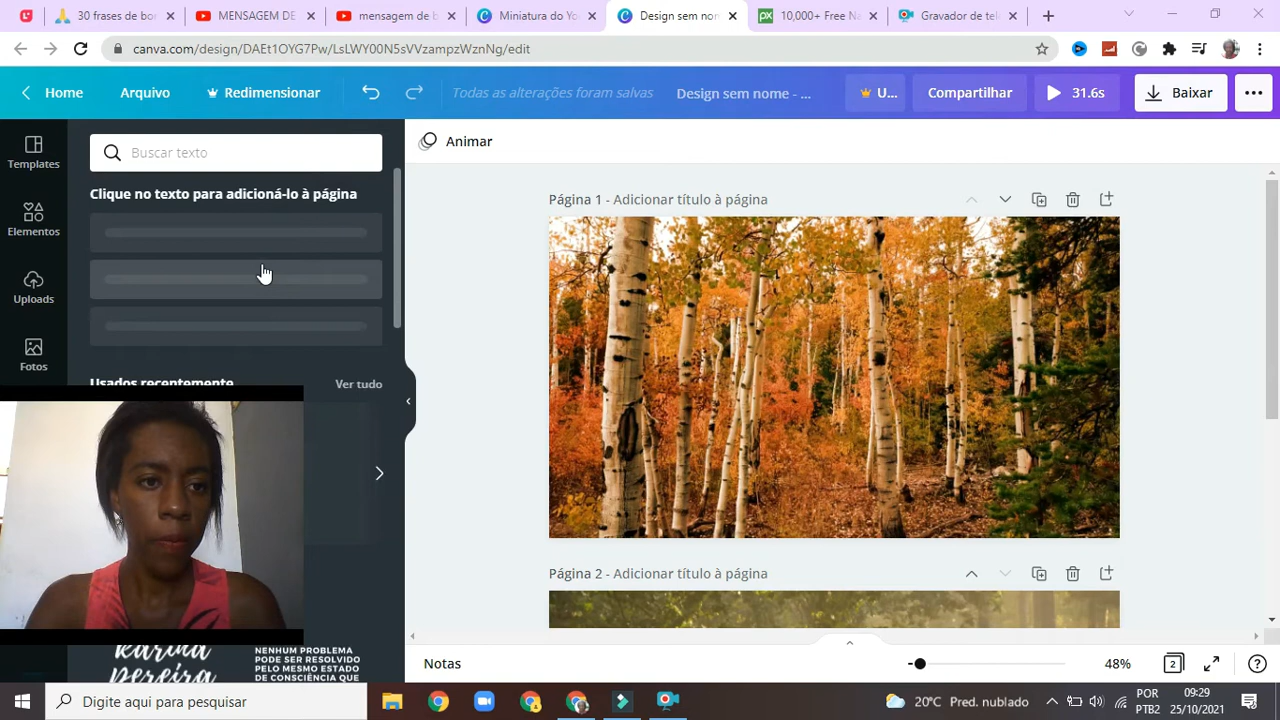 30 frases de bo
MENSAGEM DE
mensagem de b
Miniatura do Yo
Design sem nom
10,000+ Free Na
Gravador de tel
canva.com/design/DAEt1OYG7Pw/LsLWY00N5sVVzampzWznNg/edit
Home
Arquivo
Redimensionar
Todas as alterações foram salvas
Design sem nome - ...
U...
Compartilhar
31.6s
Baixar
Templates
Elementos
Uploads
Fotos
Buscar texto
Clique no texto para adicioná-lo à página
Usados recentemente
Ver tudo
karina
pereira
NENHUM PROBLEMA
PODE SER RESOLVIDO
PELO MESMO ESTADO
DE CONSCIÊNCIA QUE
Animar
Página 1 - Adicionar título à página
Página 2 - Adicionar título à página
Notas
48%
2
Digite aqui para pesquisar
20°C Pred. nublado
POR
PTB2
09:29
25/10/2021